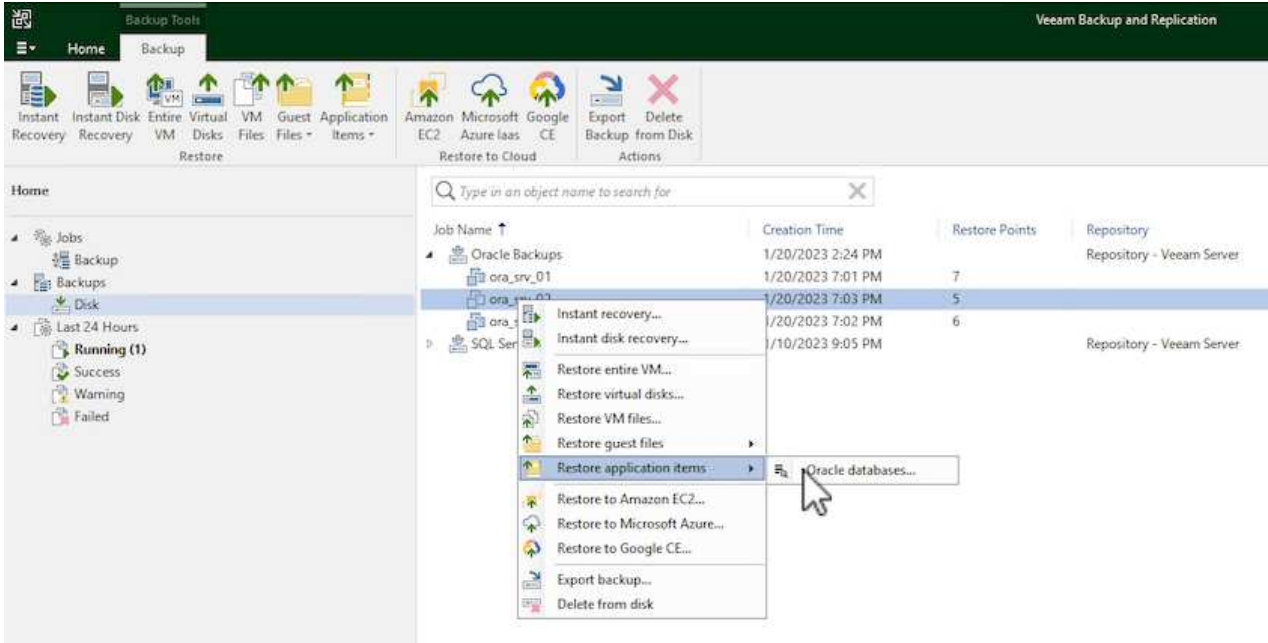 Backup Tools
Veeam Backup and Replication
Home Backup
Instant Recovery
Instant Disk Recovery
Entire VM
Virtual Disks
VM Files
Guest Files
Application Items
Amazon EC2
Microsoft Azure Iaas
Google CE
Export Backup
Delete from Disk
Restore
Restore to Cloud
Actions
Home
Type in an object name to search for
Jobs
Backup
Backups
Disk
Last 24 Hours
Running (1)
Success
Warning
Failed
Job Name Creation Time Restore Points Repository
Oracle Backups 1/20/2023 2:24 PM Repository - Veeam Server
ora_srv_01 1/20/2023 7:01 PM 7
1/20/2023 7:03 PM 5
/20/2023 7:02 PM 6
SQL Ser /10/2023 9:05 PM Repository - Veeam Server
Instant recovery...
Instant disk recovery...
Restore entire VM...
Restore virtual disks...
Restore VM files...
Restore guest files
Restore application items
Oracle databases...
Restore to Amazon EC2...
Restore to Microsoft Azure...
Restore to Google CE...
Export backup...
Delete from disk